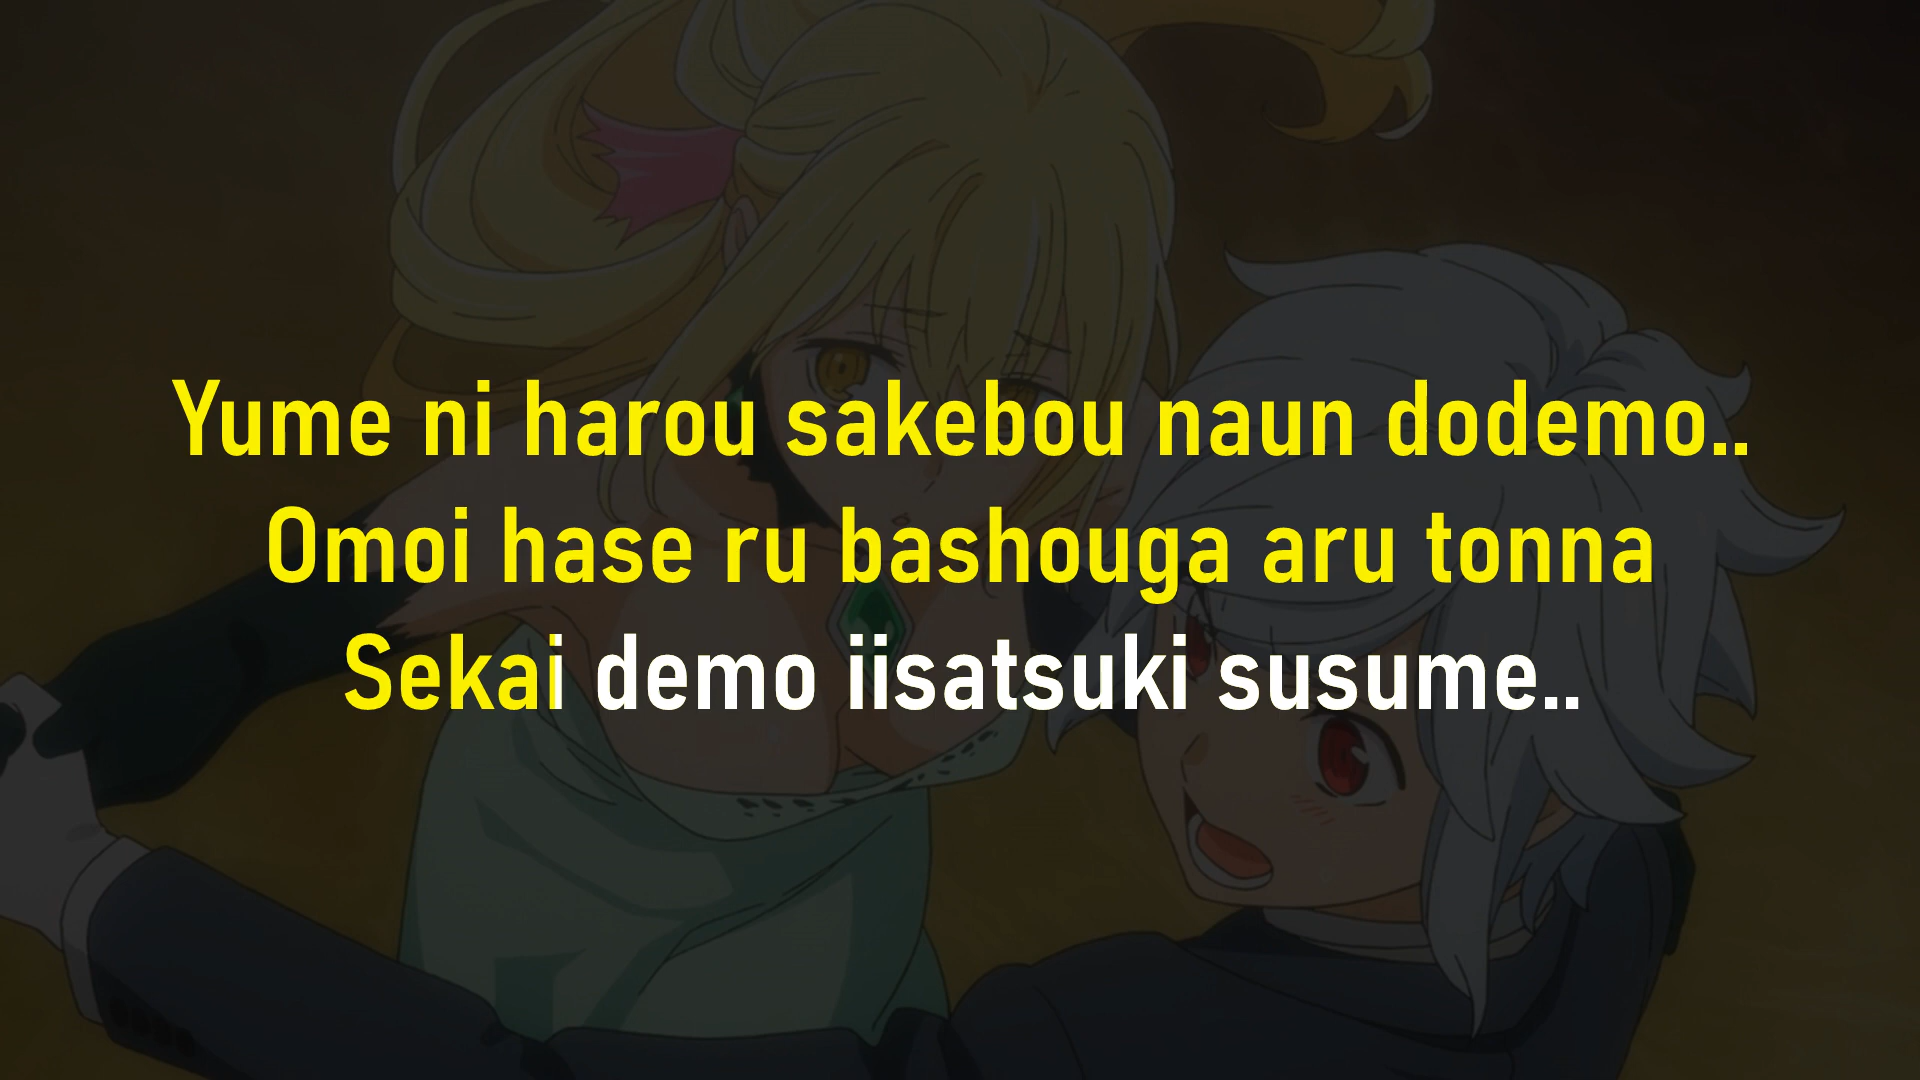 Yume ni harou sakebou naun dodemo..
Omoi hase ru bashouga aru tonna
Sekai demo iisatsuki susume..